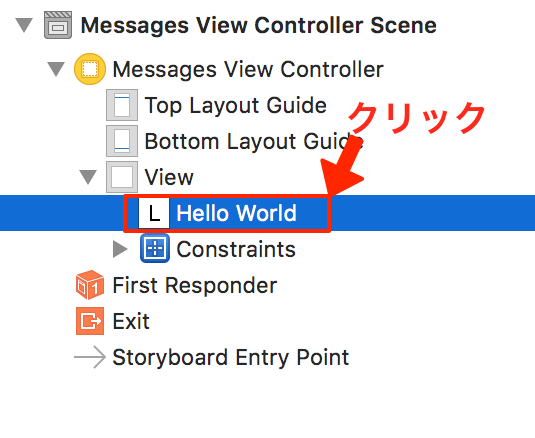 Messages View Controller Scene
Messages View Controller
Top Layout Guide
クリック
Bottom Layout Guide
View
L Hello World
Constraints
1 First Responder
Exit
Storyboard Entry Point